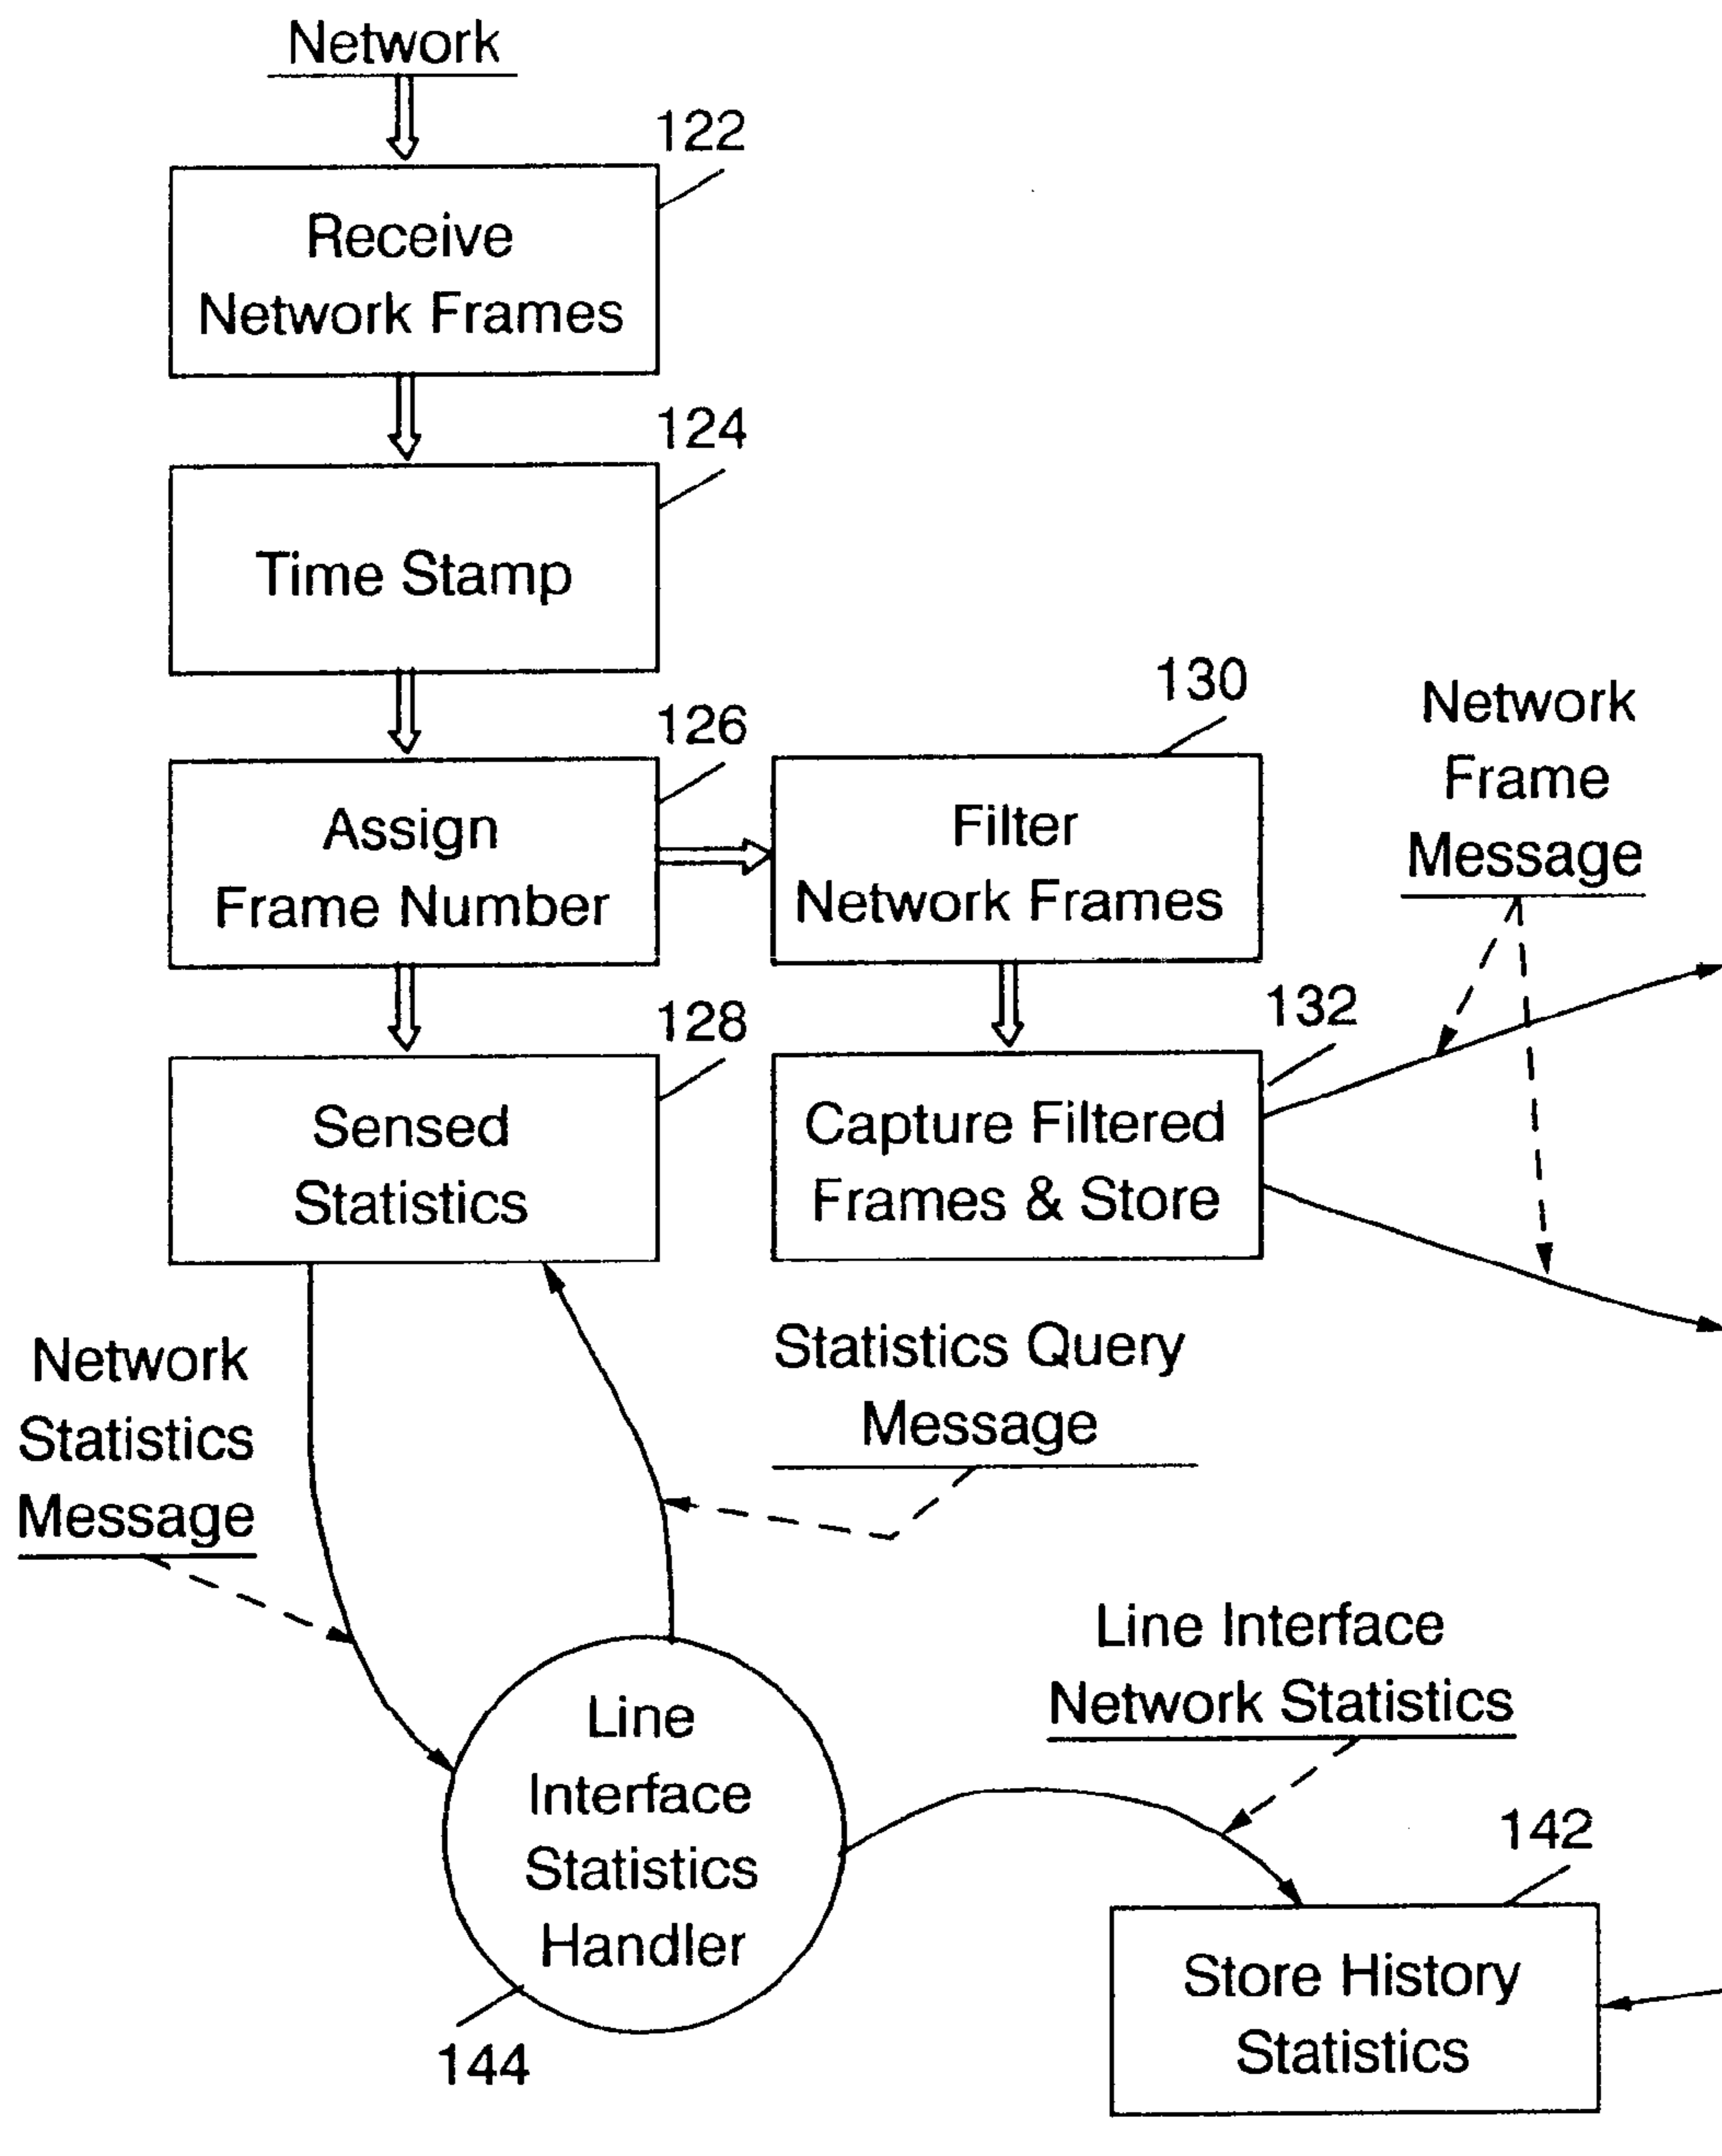 Network
122
Receive
Network Frames
124
Time Stamp
126
Assign
Frame Number
130
Filter
Network Frames
Network
Frame
Message
128
Sensed
Statistics
132
Capture Filtered
Frames & Store
Network
Statistics
Message
Statistics Query
Message
Line
Interface
Statistics
Handler
144
Line Interface
Network Statistics
142
Store History
Statistics